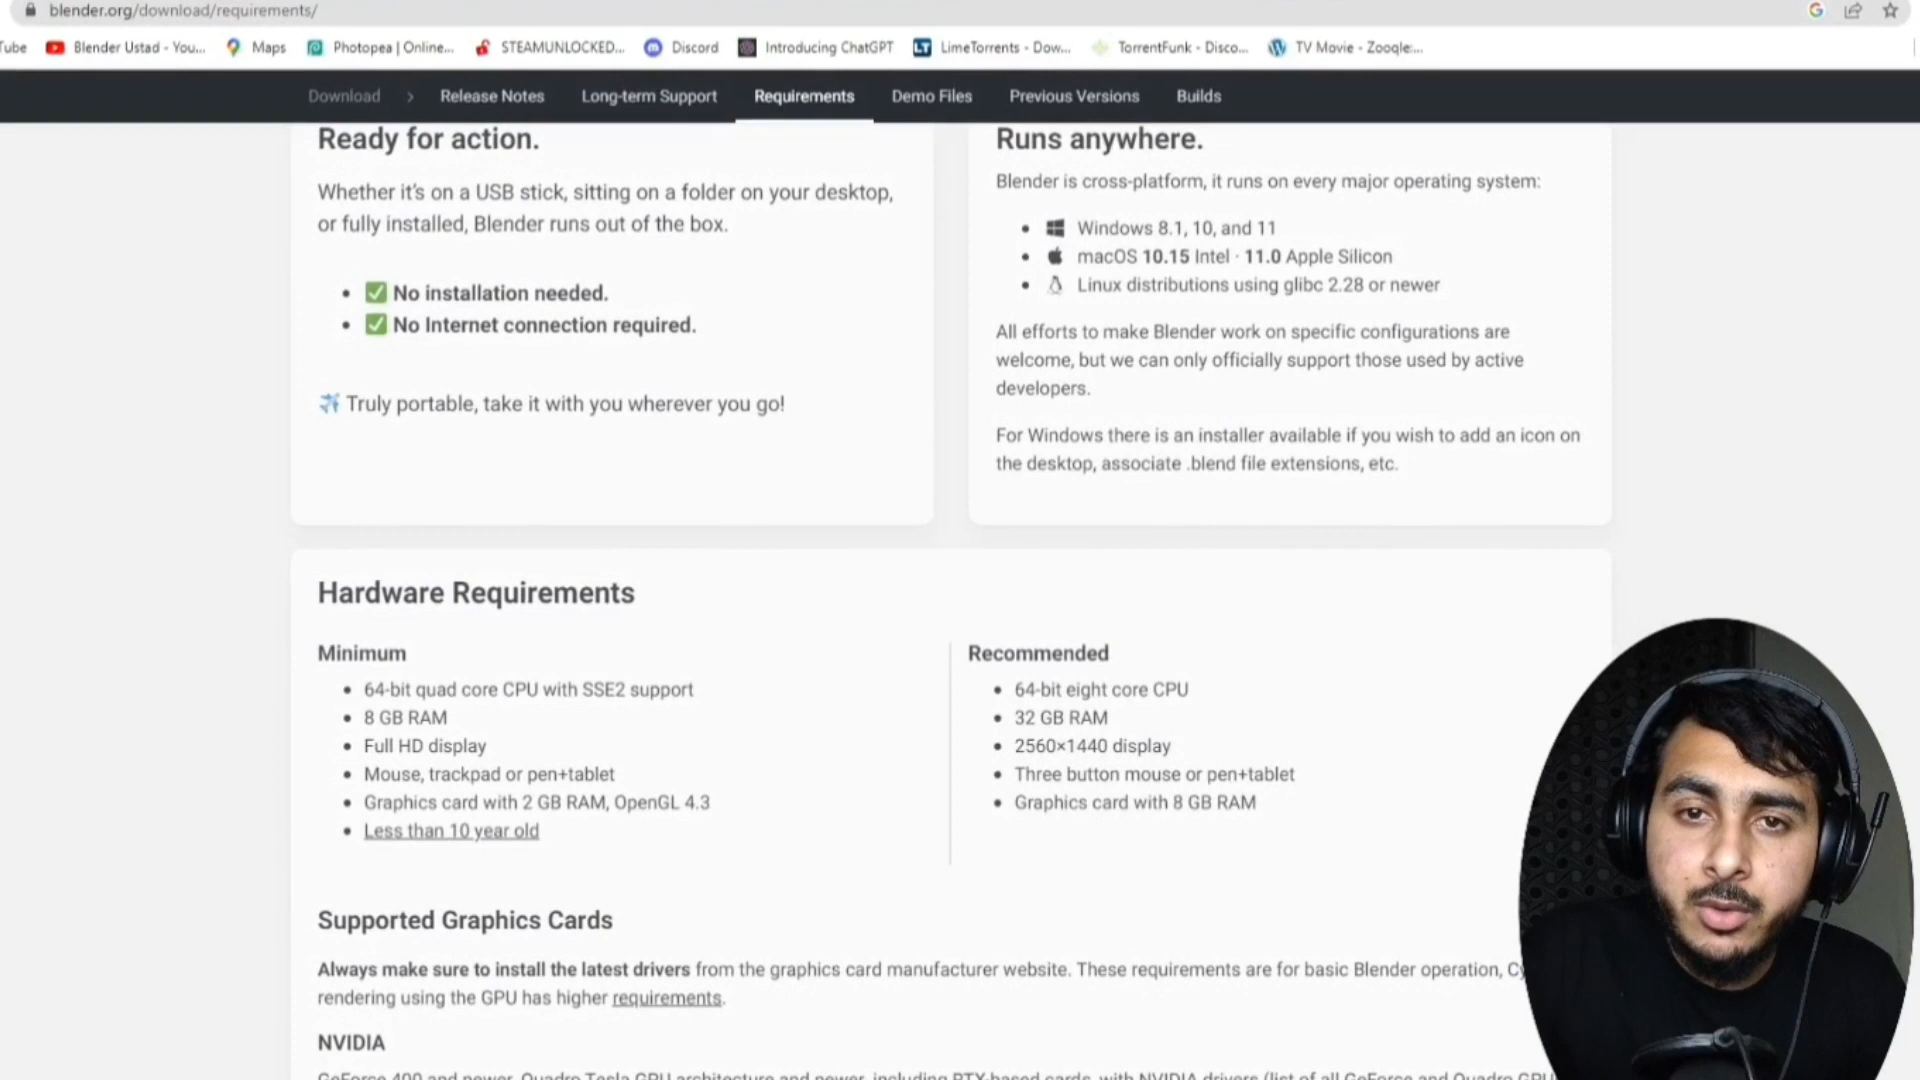 blender.org/download/requirements/
Tube Blender Ustad - You... Maps Photopea | Online... STEAMUNLOCKED... Discord Introducing ChatGPT LimeTorrents - Dow... TorrentFunk - Disco... TV Movie - Zooqle:...
Download > Release Notes Long-term Support Requirements Demo Files Previous Versions Builds
Ready for action.
Whether it's on a USB stick, sitting on a folder on your desktop,
or fully installed, Blender runs out of the box.
No installation needed.
No Internet connection required.
Truly portable, take it with you wherever you go!
Runs anywhere.
Blender is cross-platform, it runs on every major operating system:
Windows 8.1, 10, and 11
macOS 10.15 Intel · 11.0 Apple Silicon
Linux distributions using glibc 2.28 or newer
All efforts to make Blender work on specific configurations are
welcome, but we can only officially support those used by active
developers.
For Windows there is an installer available if you wish to add an icon on
the desktop, associate .blend file extensions, etc.
Hardware Requirements
Minimum
64-bit quad core CPU with SSE2 support
8 GB RAM
Full HD display
Mouse, trackpad or pen+tablet
Graphics card with 2 GB RAM, OpenGL 4.3
Less than 10 year old
Recommended
64-bit eight core CPU
32 GB RAM
2560×1440 display
Three button mouse or pen+tablet
Graphics card with 8 GB RAM
Supported Graphics Cards
Always make sure to install the latest drivers from the graphics card manufacturer website. These requirements are for basic Blender operation, Cy
rendering using the GPU has higher requirements.
NVIDIA
GeForce 400 and newer, Quadro Tesla GPU architecture and newer, including RTX-based cards, with NVIDIA drivers (list of all GeForce and Quadro GPU